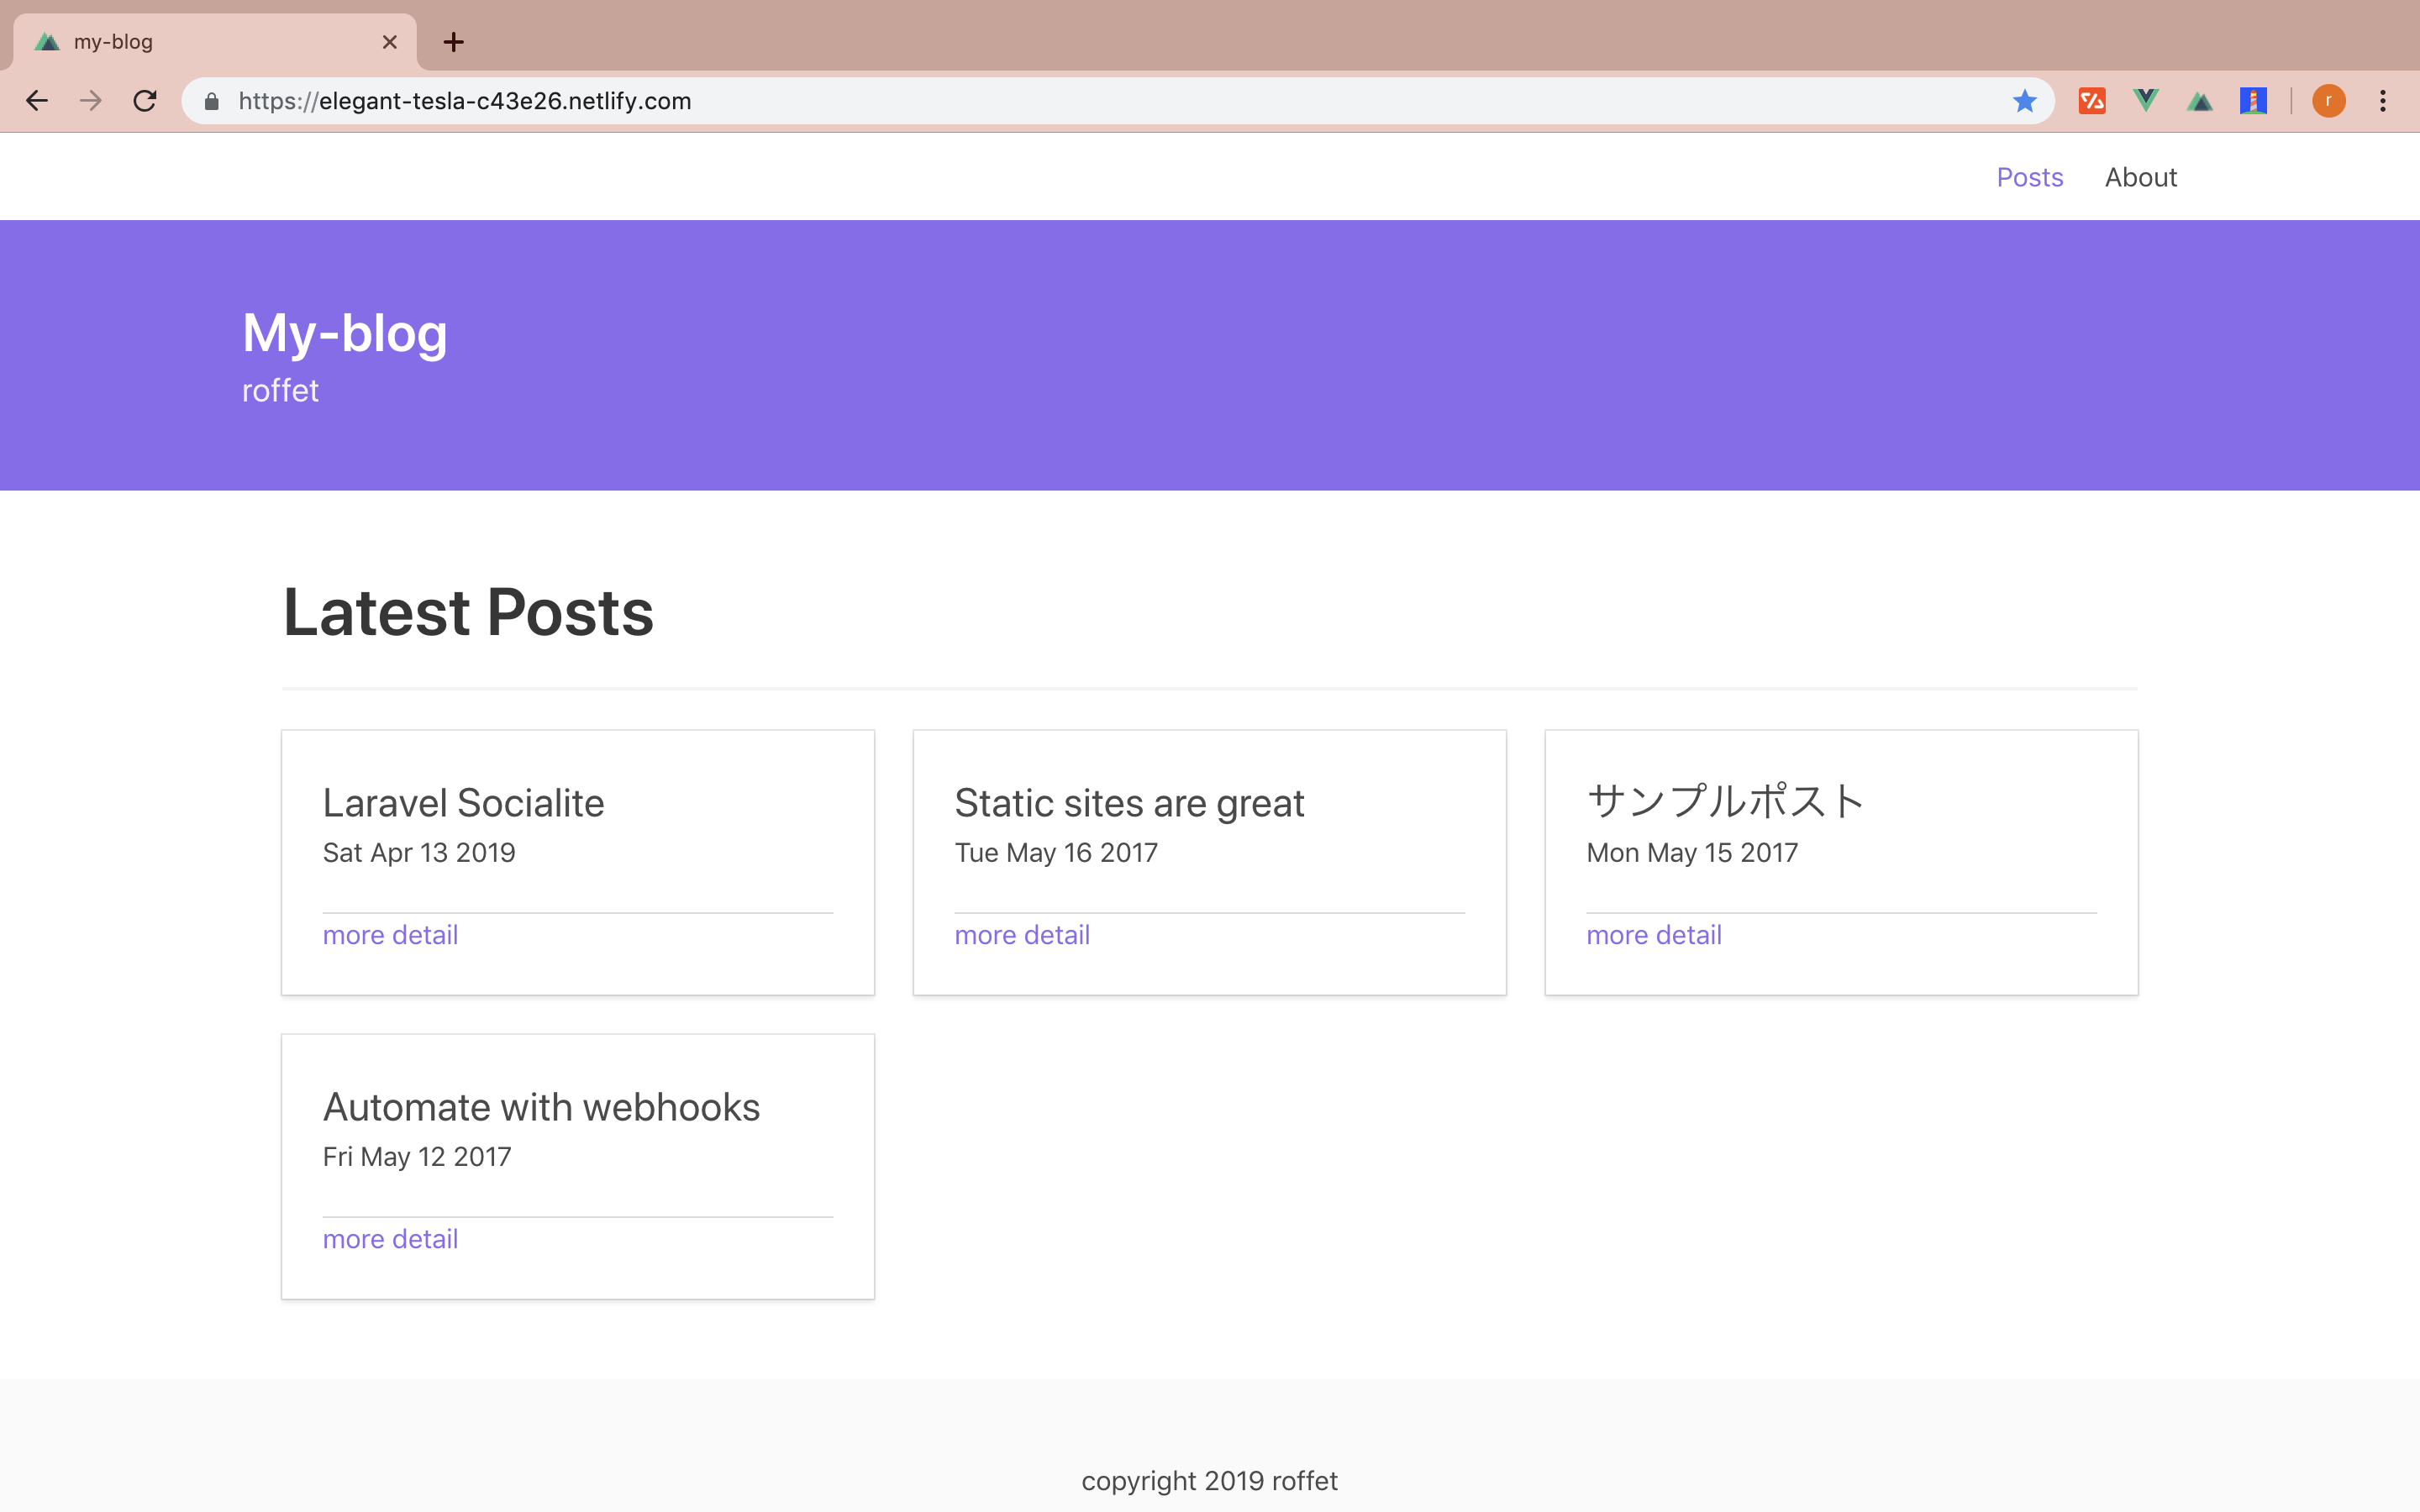 my-blog
https://elegant-tesla-c43e26.netlify.com
r
Posts About
My-blog
roffet
Latest Posts
Laravel Socialite
Sat Apr 13 2019
more detail
Static sites are great
Tue May 16 2017
more detail
サンプルポスト
Mon May 15 2017
more detail
Automate with webhooks
Fri May 12 2017
more detail
copyright 2019 roffet